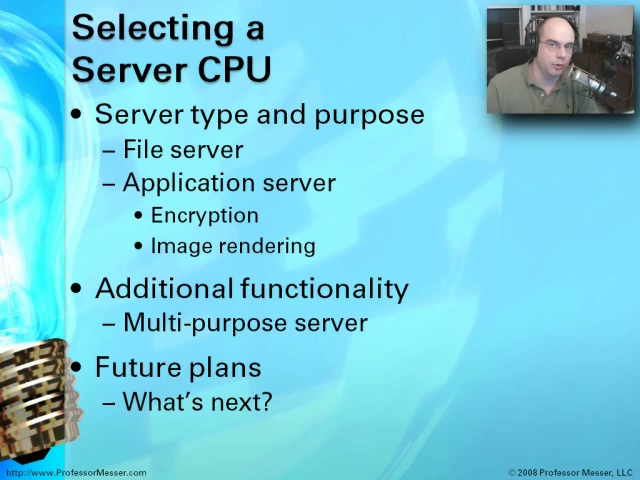 Selecting a
Server CPU
• Server type and purpose
– File server
– Application server
• Encryption
• Image rendering
• Additional functionality
– Multi-purpose server
• Future plans
– What's next?
http://www.ProfessorMesser.com
© 2008 Professor Messer, LLC